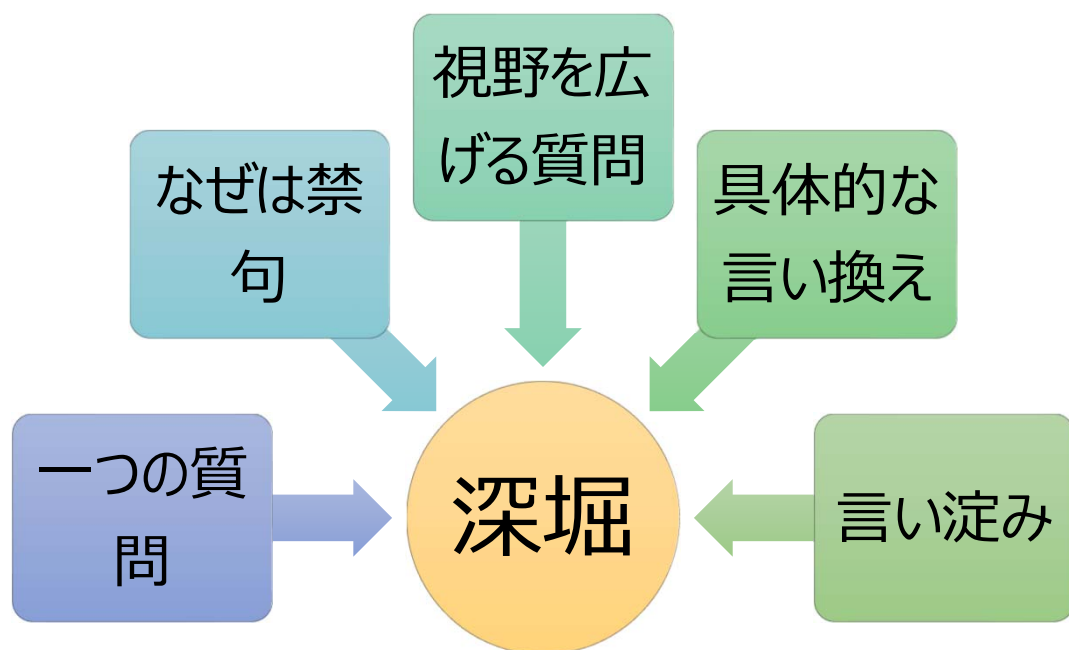 視野を広
げる質問
なぜは禁
句
具体的な
言い換え
一つの質
問
深堀
言い淀み